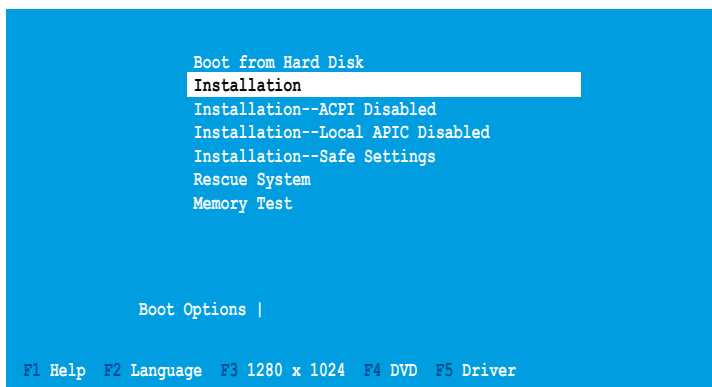 Boot from Hard Disk
Installation
Installation--ACPI Disabled
Installation--Local APIC Disabled
Installation--Safe Settings
Rescue System
Memory Test
Boot Options |
F1 Help F2 Language F3 1280 x 1024 F4 DVD F5 Driver